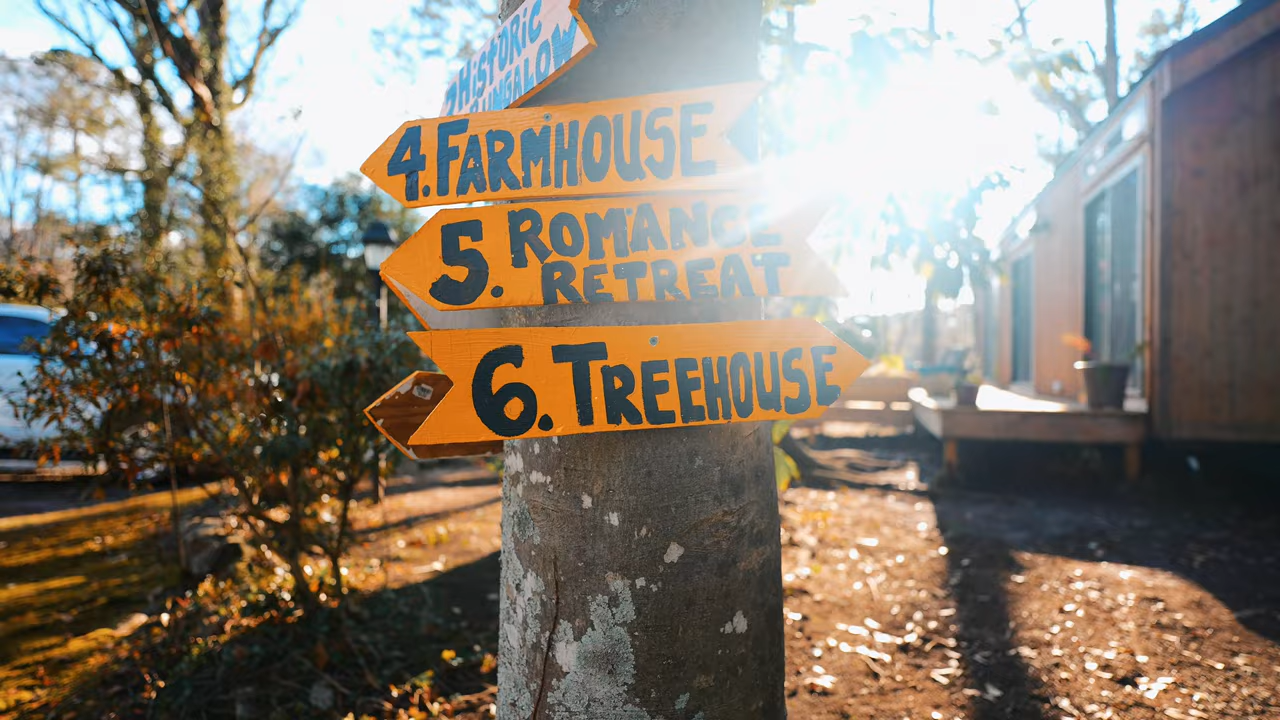 HISTORIC
BUNGALOW
4. FARMHOUSE
5. ROMANCE
RETREAT
6. TREEHOUSE